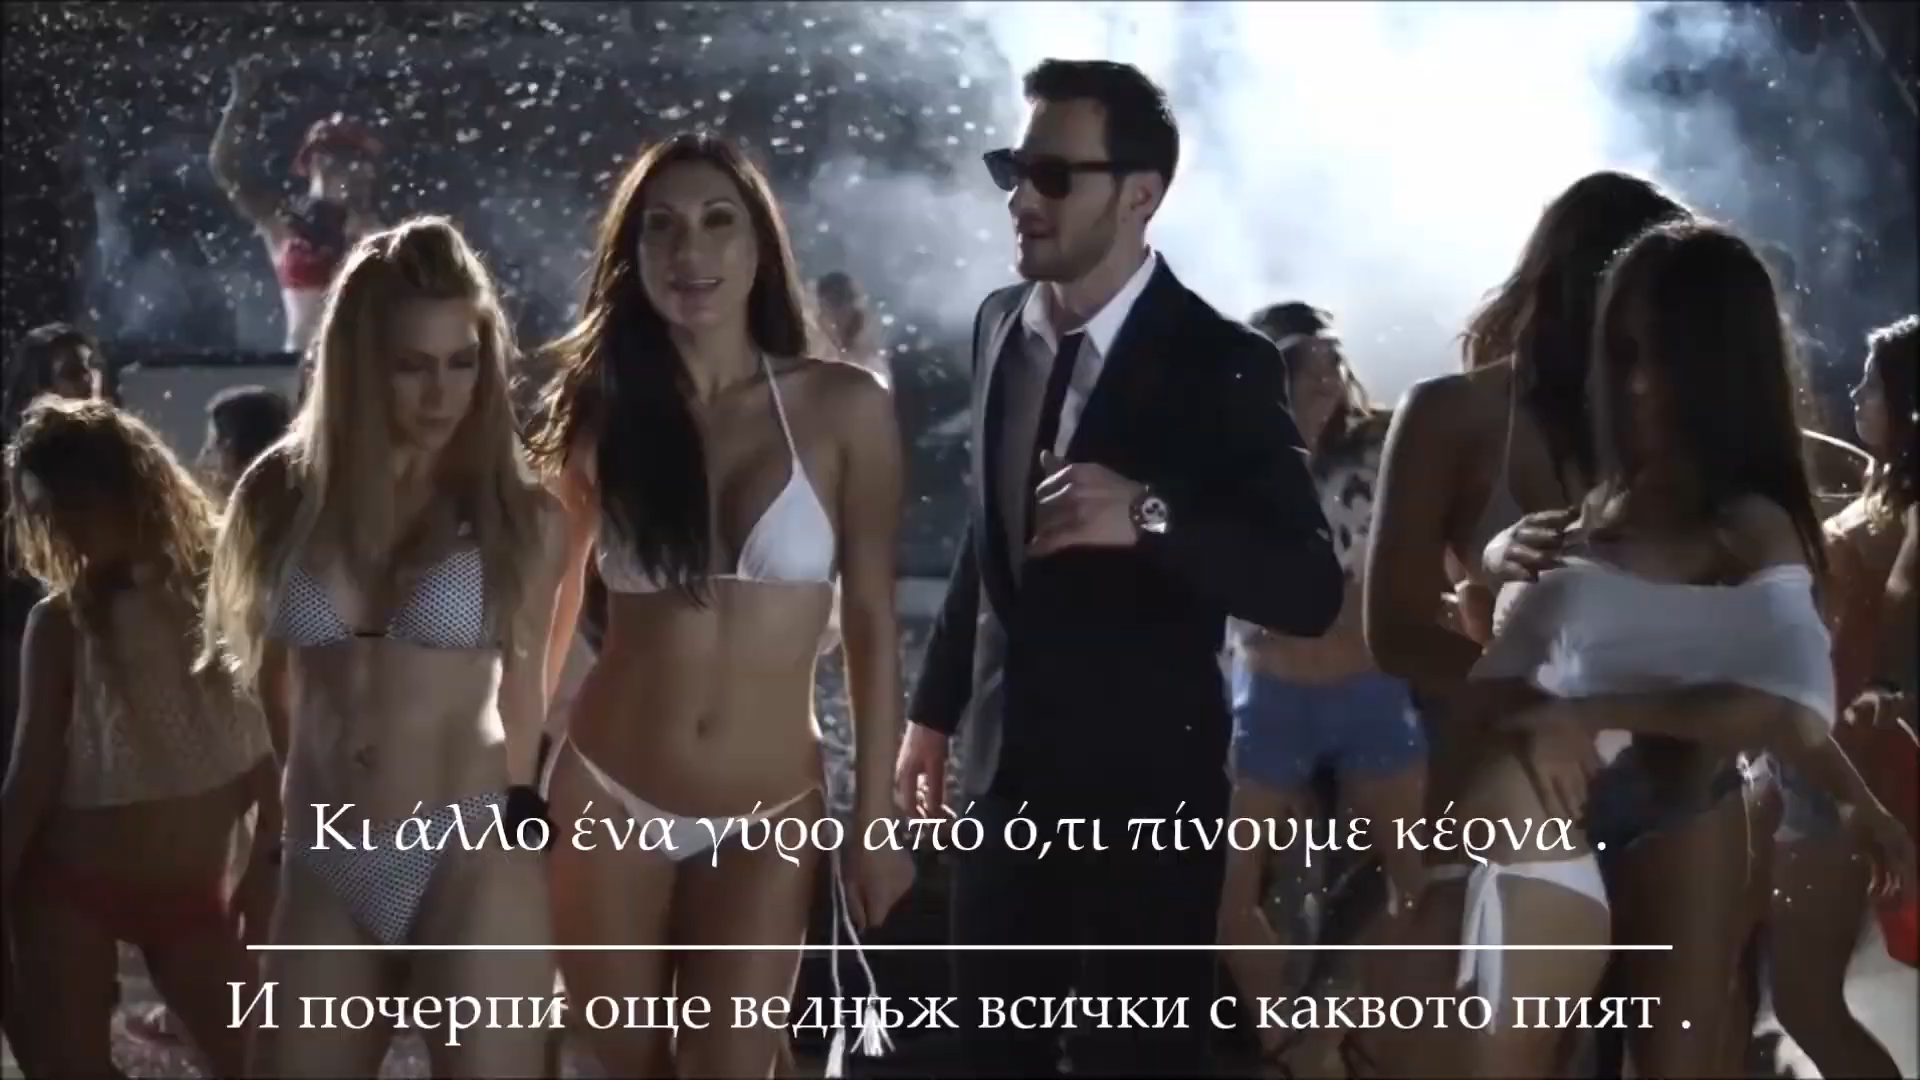 Κι άλλο ένα γύρο από ό,τι πίνουμε κέρνα .
И почерпи още веднъж всички с каквото пият .